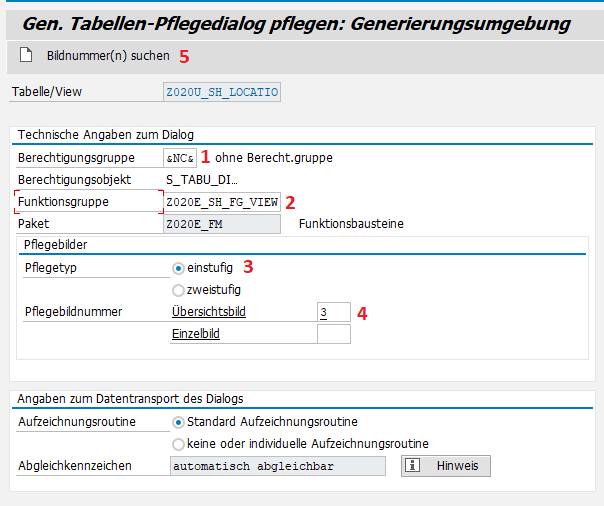 Gen. Tabellen-Pflegedialog pflegen: Generierungsumgebung
Bildnummer(n) suchen 5
Tabelle/View Z020U_SH_LOCATIO
Technische Angaben zum Dialog
Berechtigungsgruppe &NC& 1 ohne Berecht.gruppe
Berechtigungsobjekt S_TABU_DI...
Funktionsgruppe Z020E_SH_FG_VIEW 2
Paket Z020E_FM Funktionsbausteine
Pflegebilder
Pflegetyp einstufig 3
zweistufig
Pflegebildnummer Übersichtsbild 3 4
Einzelbild
Angaben zum Datentransport des Dialogs
Aufzeichnungsroutine Standard Aufzeichnungsroutine
keine oder individuelle Aufzeichnungsroutine
Abgleichkennzeichen automatisch abgleichbar Hinweis